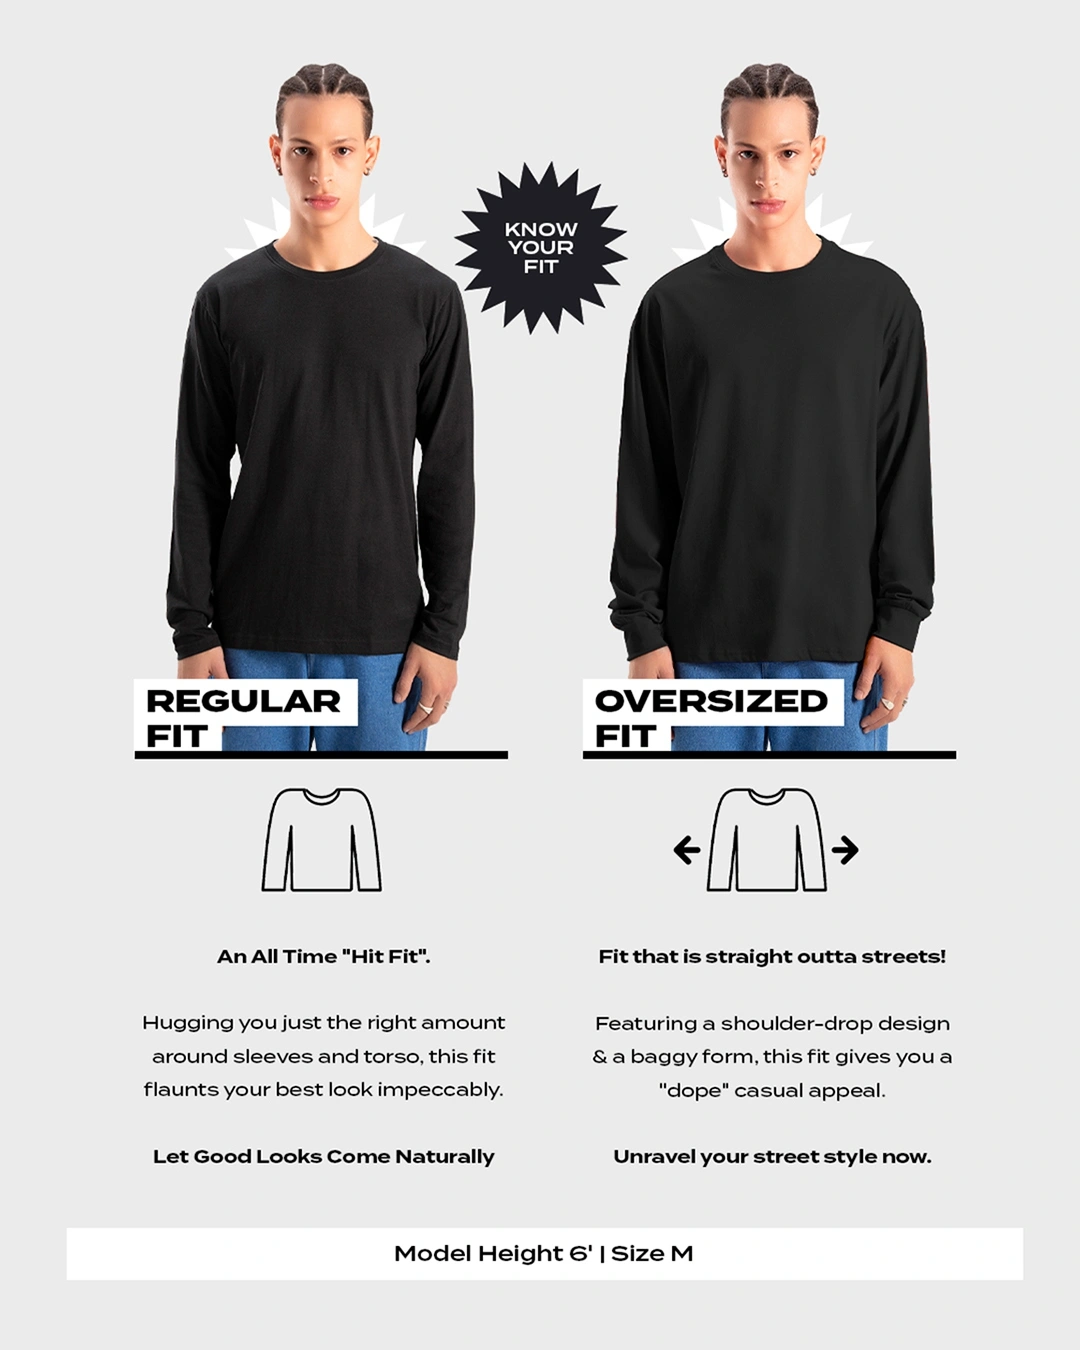 KNOW
YOUR
FIT
REGULAR
FIT
An All Time "Hit Fit".
Hugging you just the right amount
around sleeves and torso, this fit
flaunts your best look impeccably.
Let Good Looks Come Naturally
OVERSIZED
FIT
Fit that is straight outta streets!
Featuring a shoulder-drop design
& a baggy form, this fit gives you a
"dope" casual appeal.
Unravel your street style now.
Model Height 6' | Size M